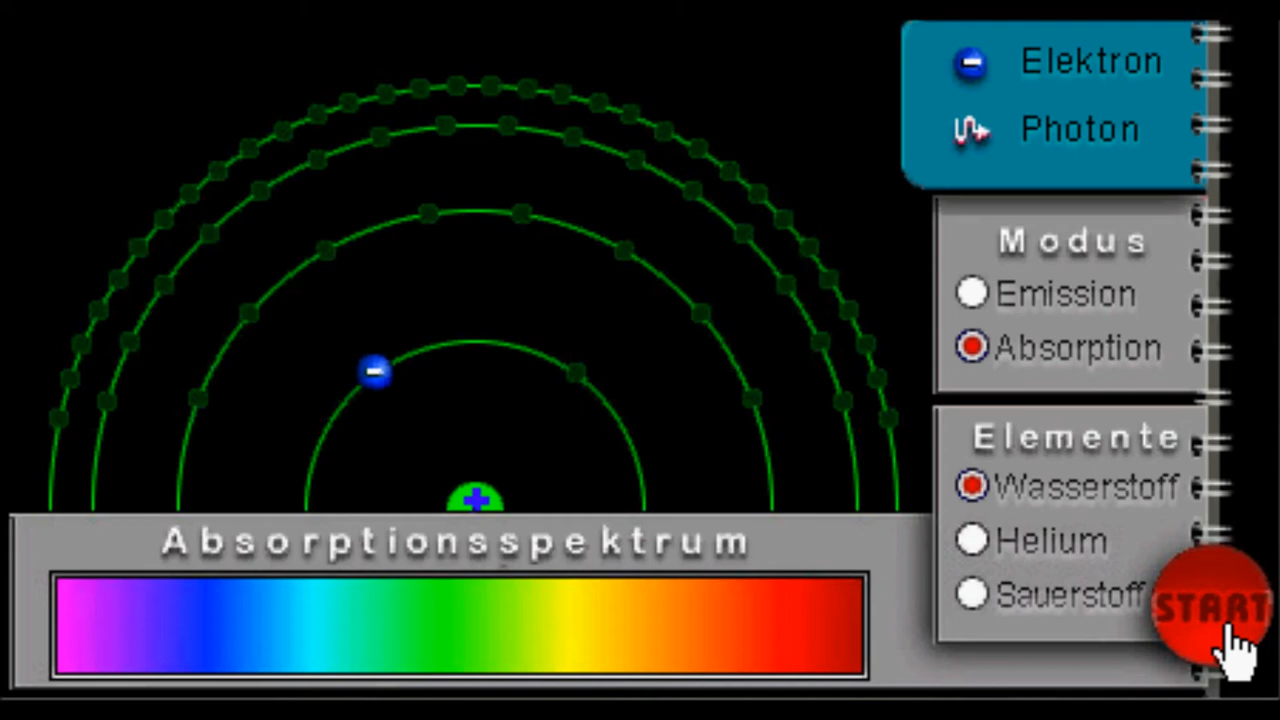 Elektron
Photon
Modus
Emission
Absorption
Elemente
Wasserstoff
Helium
Sauerstoff
START
Absorptionsspektrum